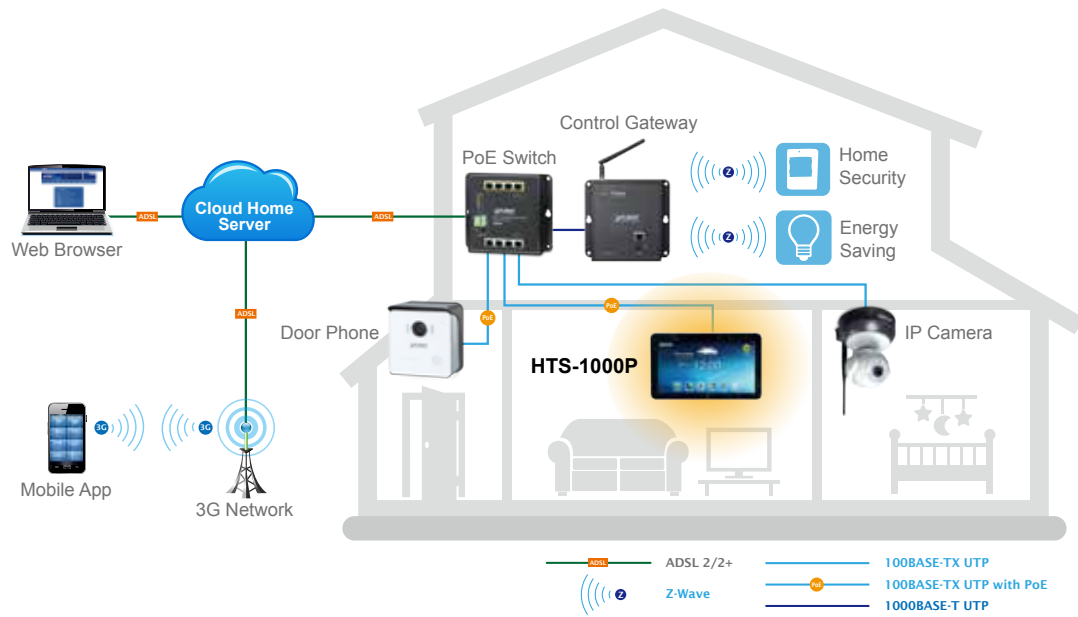 Control Gateway
PoE Switch
Home
Security
Z
Cloud Home
Server
ADSL
ADSL
Web Browser
Z
Energy
Saving
ADSL
PoE
PoE
Door Phone
HTS-1000P
IP Camera
3G
3G
Mobile App
3G Network
ADSL
ADSL 2/2+
100BASE-TX UTP
Z
Z-Wave
PoE
100BASE-TX UTP with PoE
1000BASE-T UTP